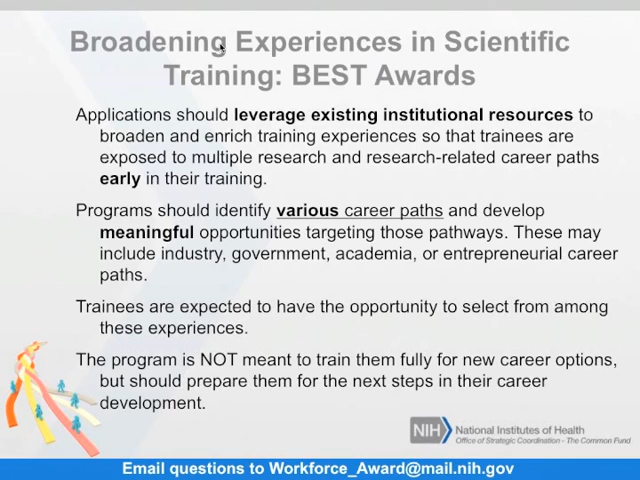 Broadening Experiences in Scientific
Training: BEST Awards
Applications should leverage existing institutional resources to
broaden and enrich training experiences so that trainees are
exposed to multiple research and research-related career paths
early in their training.
Programs should identify various career paths and develop
meaningful opportunities targeting those pathways. These may
include industry, government, academia, or entrepreneurial career
paths.
Trainees are expected to have the opportunity to select from among
these experiences.
The program is NOT meant to train them fully for new career options,
but should prepare them for the next steps in their career
development.
NIH National Institutes of Health
Office of Strategic Coordination - The Common Fund
Email questions to Workforce_Award@mail.nih.gov